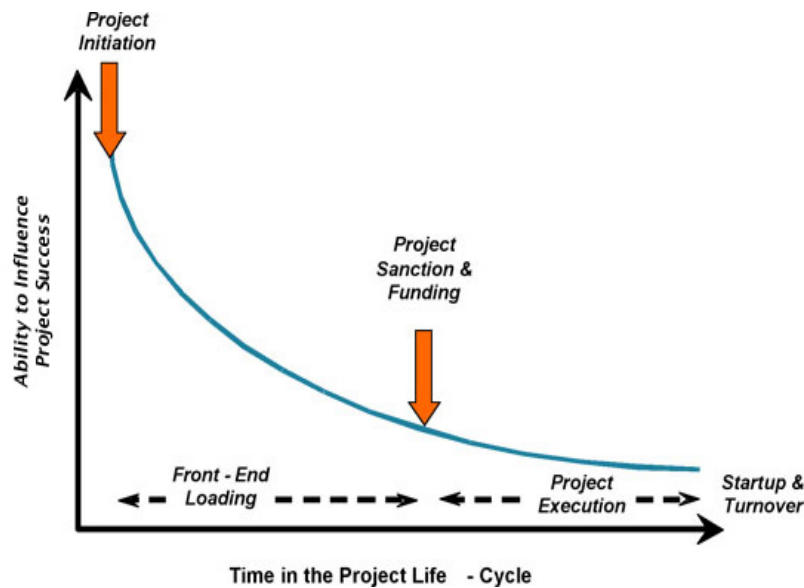 Project
Initiation
Ability to Influence
Project Success
Project
Sanction &
Funding
Front - End
Loading
Project
Execution
Startup &
Turnover
Time in the Project Life - Cycle